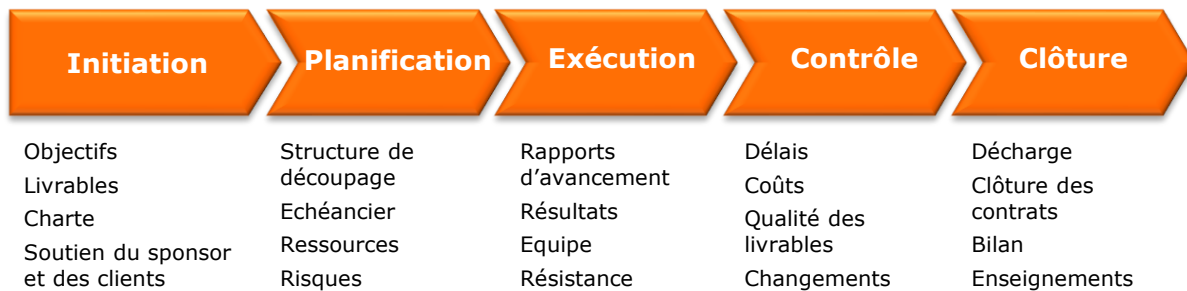 Initiation
Planification
Exécution
Contrôle
Clôture
Objectifs
Livrables
Charte
Soutien du sponsor
et des clients
Structure de
découpage
Echéancier
Ressources
Risques
Rapports
d'avancement
Résultats
Equipe
Résistance
Délais
Coûts
Qualité des
livrables
Changements
Décharge
Clôture des
contrats
Bilan
Enseignements